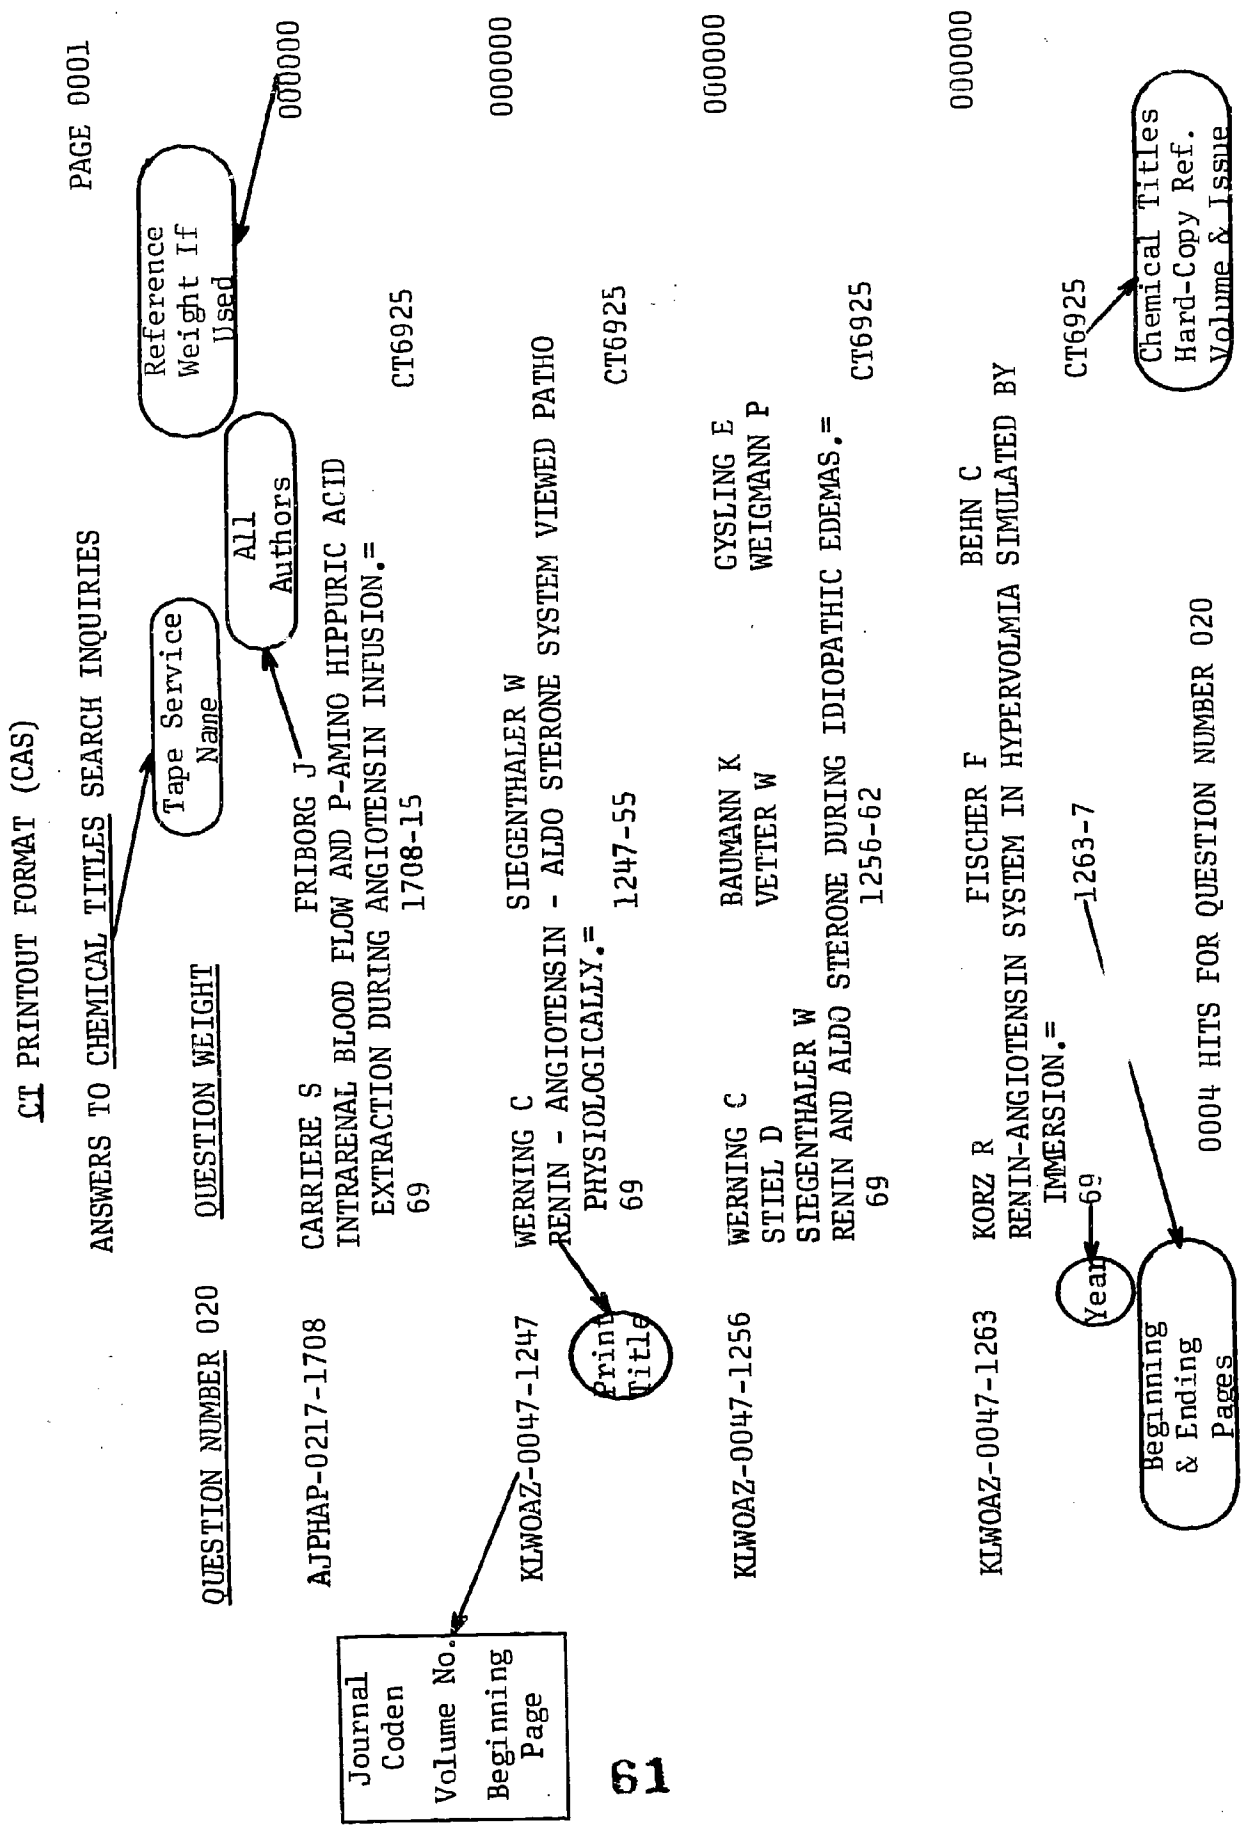 CT PRINTOUT FORMAT (CAS)
ANSWERS TO CHEMICAL TITLES SEARCH INQUIRIES
PAGE 0001
Tape Service
Name
Reference
Weight If
Used
QUESTION NUMBER 020
QUESTION WEIGHT
All
Authors
000000
AJPHAP-0217-1708
CARRIERE S
FRIBORG J
INTRARENAL BLOOD FLOW AND P-AMINO HIPPURIC ACID
EXTRACTION DURING ANGIOTENSIN INFUSION.=
69
1708-15
CT6925
Journal
Coden
Volume No.
Beginning
Page
KLWOAZ-0047-1247
WERNING C
SIEGENTHALER W
000000
RENIN - ANGIOTENSIN - ALDO STERONE SYSTEM VIEWED PATHO
PHYSIOLOGICALLY.=
69
1247-55
CT6925
Print
Title
KLWOAZ-0047-1256
WERNING C
BAUMANN K
GYSLING E
000000
STIEL D
VETTER W
WEIGMANN P
SIEGENTHALER W
RENIN AND ALDO STERONE DURING IDIOPATHIC EDEMAS.=
69
1256-62
CT6925
KLWOAZ-0047-1263
KORZ R
FISCHER F
BEHN C
000000
RENIN-ANGIOTENSIN SYSTEM IN HYPERVOLMIA SIMULATED BY
IMMERSION.=
69
1263-7
CT6925
Year
Beginning
& Ending
Pages
Chemical Titles
Hard-Copy Ref.
Volume & Issue
0004 HITS FOR QUESTION NUMBER 020
61